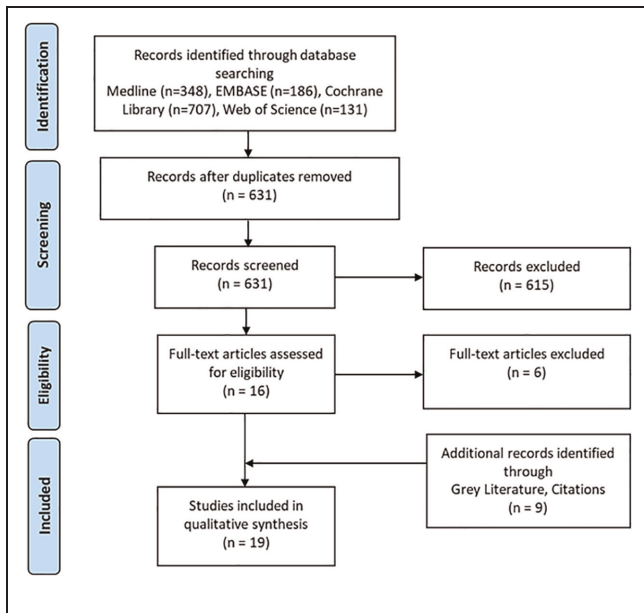 Identification
Records identified through database
searching
Medline (n=348), EMBASE (n=186), Cochrane
Library (n=707), Web of Science (n=131)
Screening
Records after duplicates removed
(n = 631)
Records screened
(n = 631)
Records excluded
(n = 615)
Eligibility
Full-text articles assessed
for eligibility
(n = 16)
Full-text articles excluded
(n = 6)
Included
Additional records identified
through
Grey Literature, Citations
(n = 9)
Studies included in
qualitative synthesis
(n = 19)